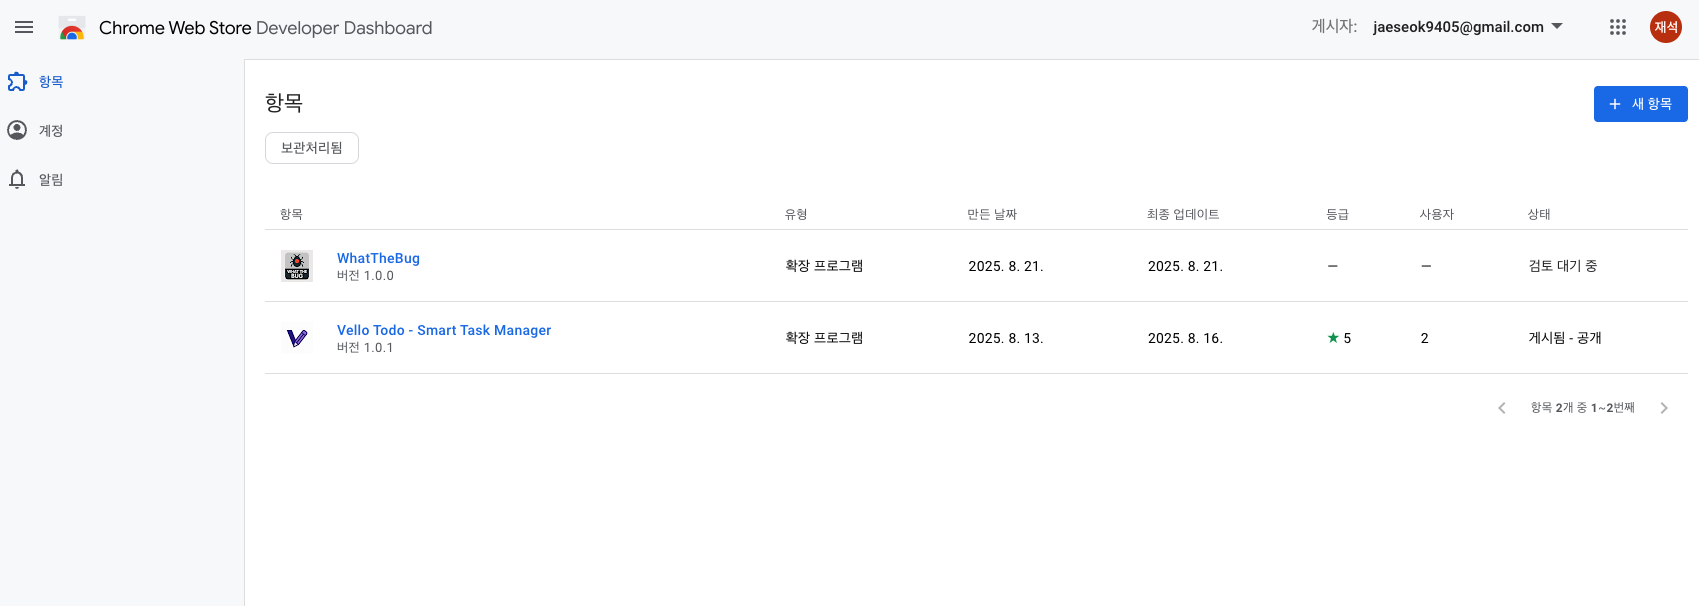 Chrome Web Store Developer Dashboard
게시자: jaeseok9405@gmail.com
재석
항목
계정
알림
항목
새 항목
보관처리됨
항목 유형 만든 날짜 최종 업데이트 등급 사용자 상태
WHAT THE BUG
WhatTheBug
버전 1.0.0
확장 프로그램 2025. 8. 21. 2025. 8. 21. – – 검토 대기 중
Vello Todo - Smart Task Manager
버전 1.0.1
확장 프로그램 2025. 8. 13. 2025. 8. 16. ★ 5 2 게시됨 - 공개
항목 2개 중 1~2번째